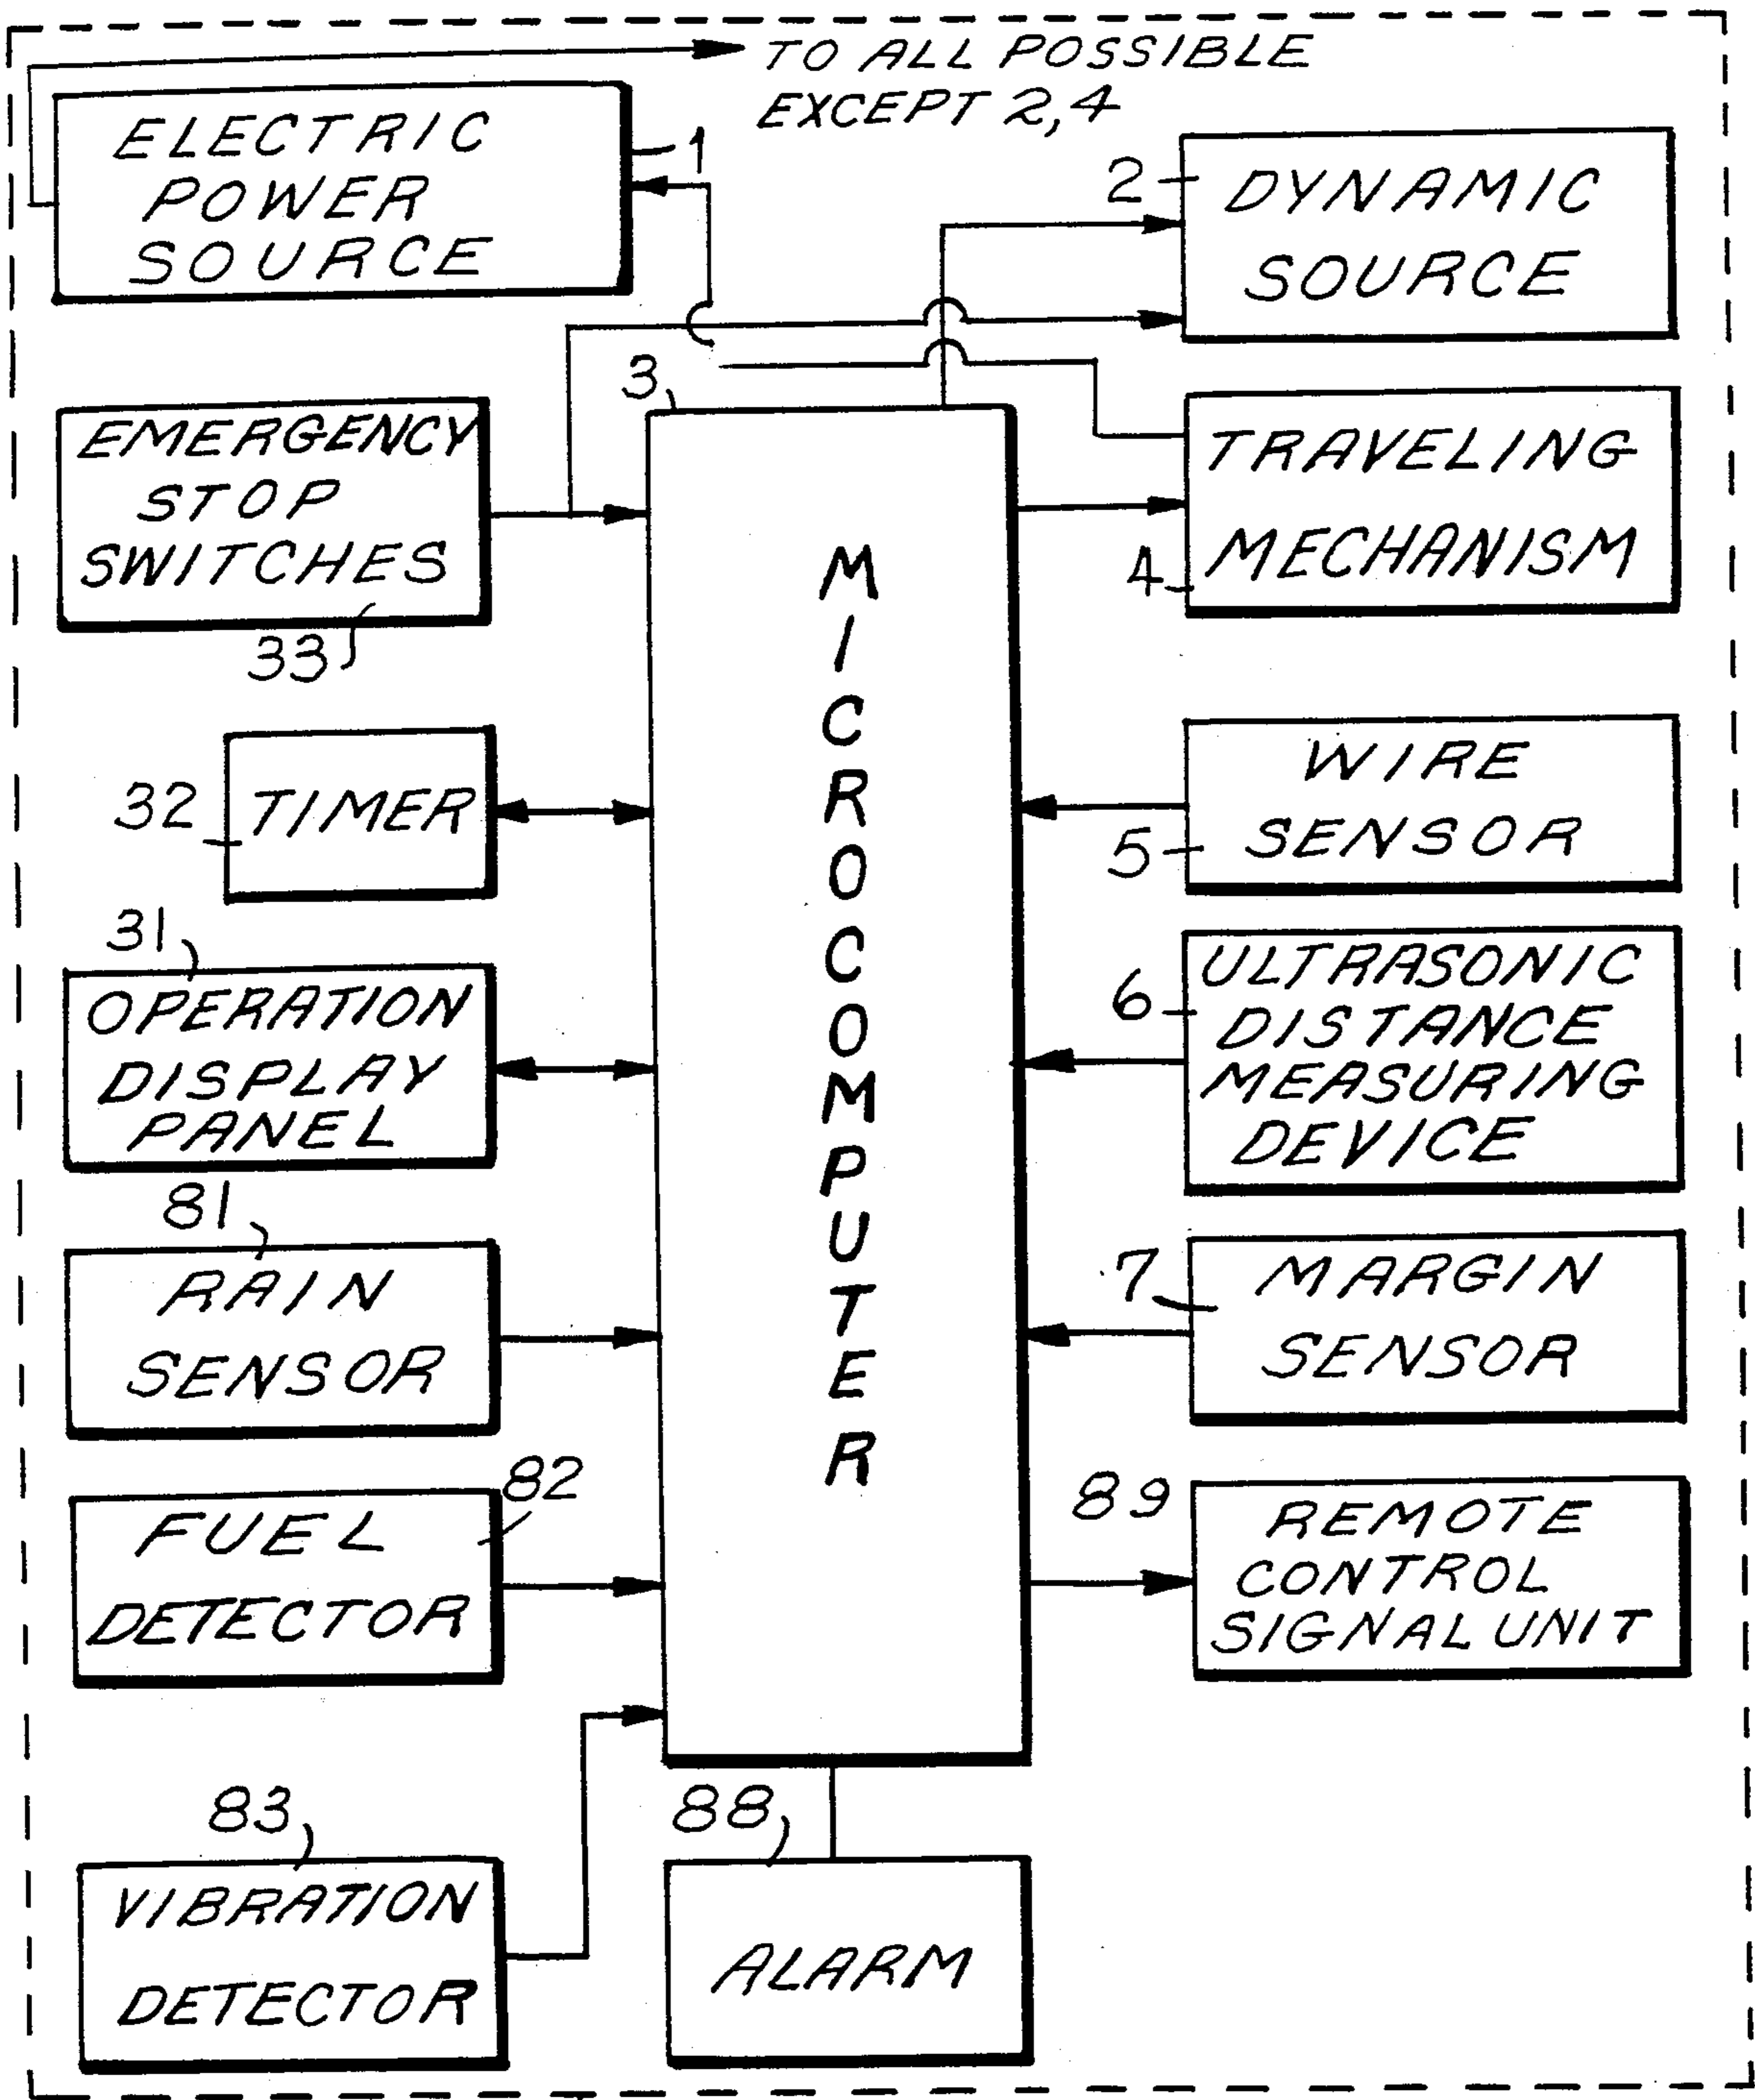 TO ALL POSSIBLE
EXCEPT 2,4
ELECTRIC
POWER
SOURCE
1
2
DYNAMIC
SOURCE
3
EMERGENCY
STOP
SWITCHES
33
TRAVELING
MECHANISM
4
MICROCOMPUTER
32
TIMER
WIRE
SENSOR
5
31
OPERATION
DISPLAY
PANEL
6
ULTRASONIC
DISTANCE
MEASURING
DEVICE
81
RAIN
SENSOR
7
MARGIN
SENSOR
82
FUEL
DETECTOR
89
REMOTE
CONTROL
SIGNAL UNIT
83
VIBRATION
DETECTOR
88
ALARM